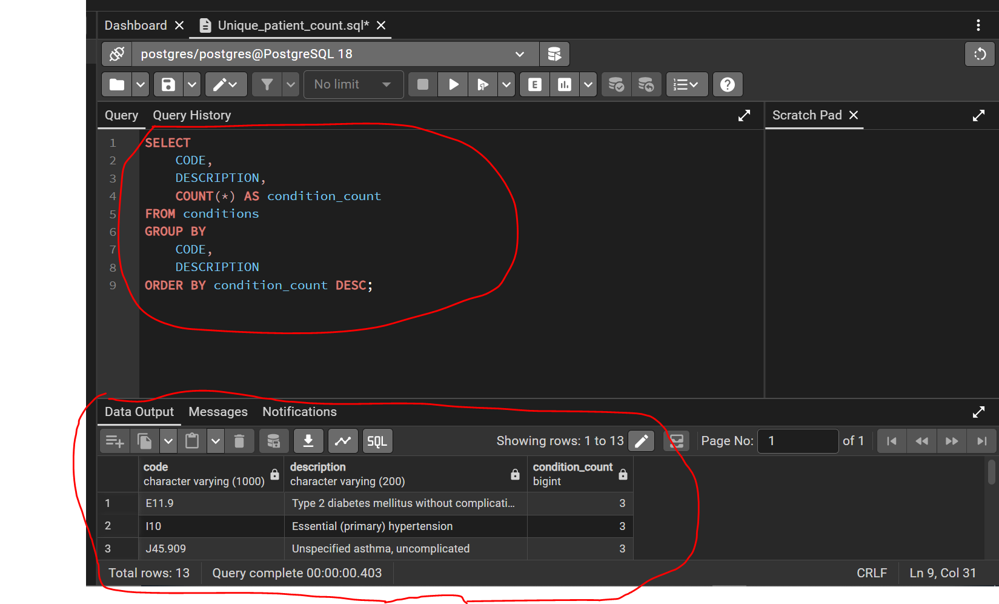 Dashboard
Unique_patient_count.sql*
postgres/postgres@PostgreSQL 18
No limit
E
Query Query History
Scratch Pad
1 SELECT
2 CODE,
3 DESCRIPTION,
4 COUNT(*) AS condition_count
5 FROM conditions
6 GROUP BY
7 CODE,
8 DESCRIPTION
9 ORDER BY condition_count DESC;
Data Output Messages Notifications
SQL
Showing rows: 1 to 13
Page No: 1 of 1
code description condition_count
character varying (1000) character varying (200) bigint
1 E11.9 Type 2 diabetes mellitus without complicati... 3
2 I10 Essential (primary) hypertension 3
3 J45.909 Unspecified asthma, uncomplicated 3
Total rows: 13 Query complete 00:00:00.403 CRLF Ln 9, Col 31